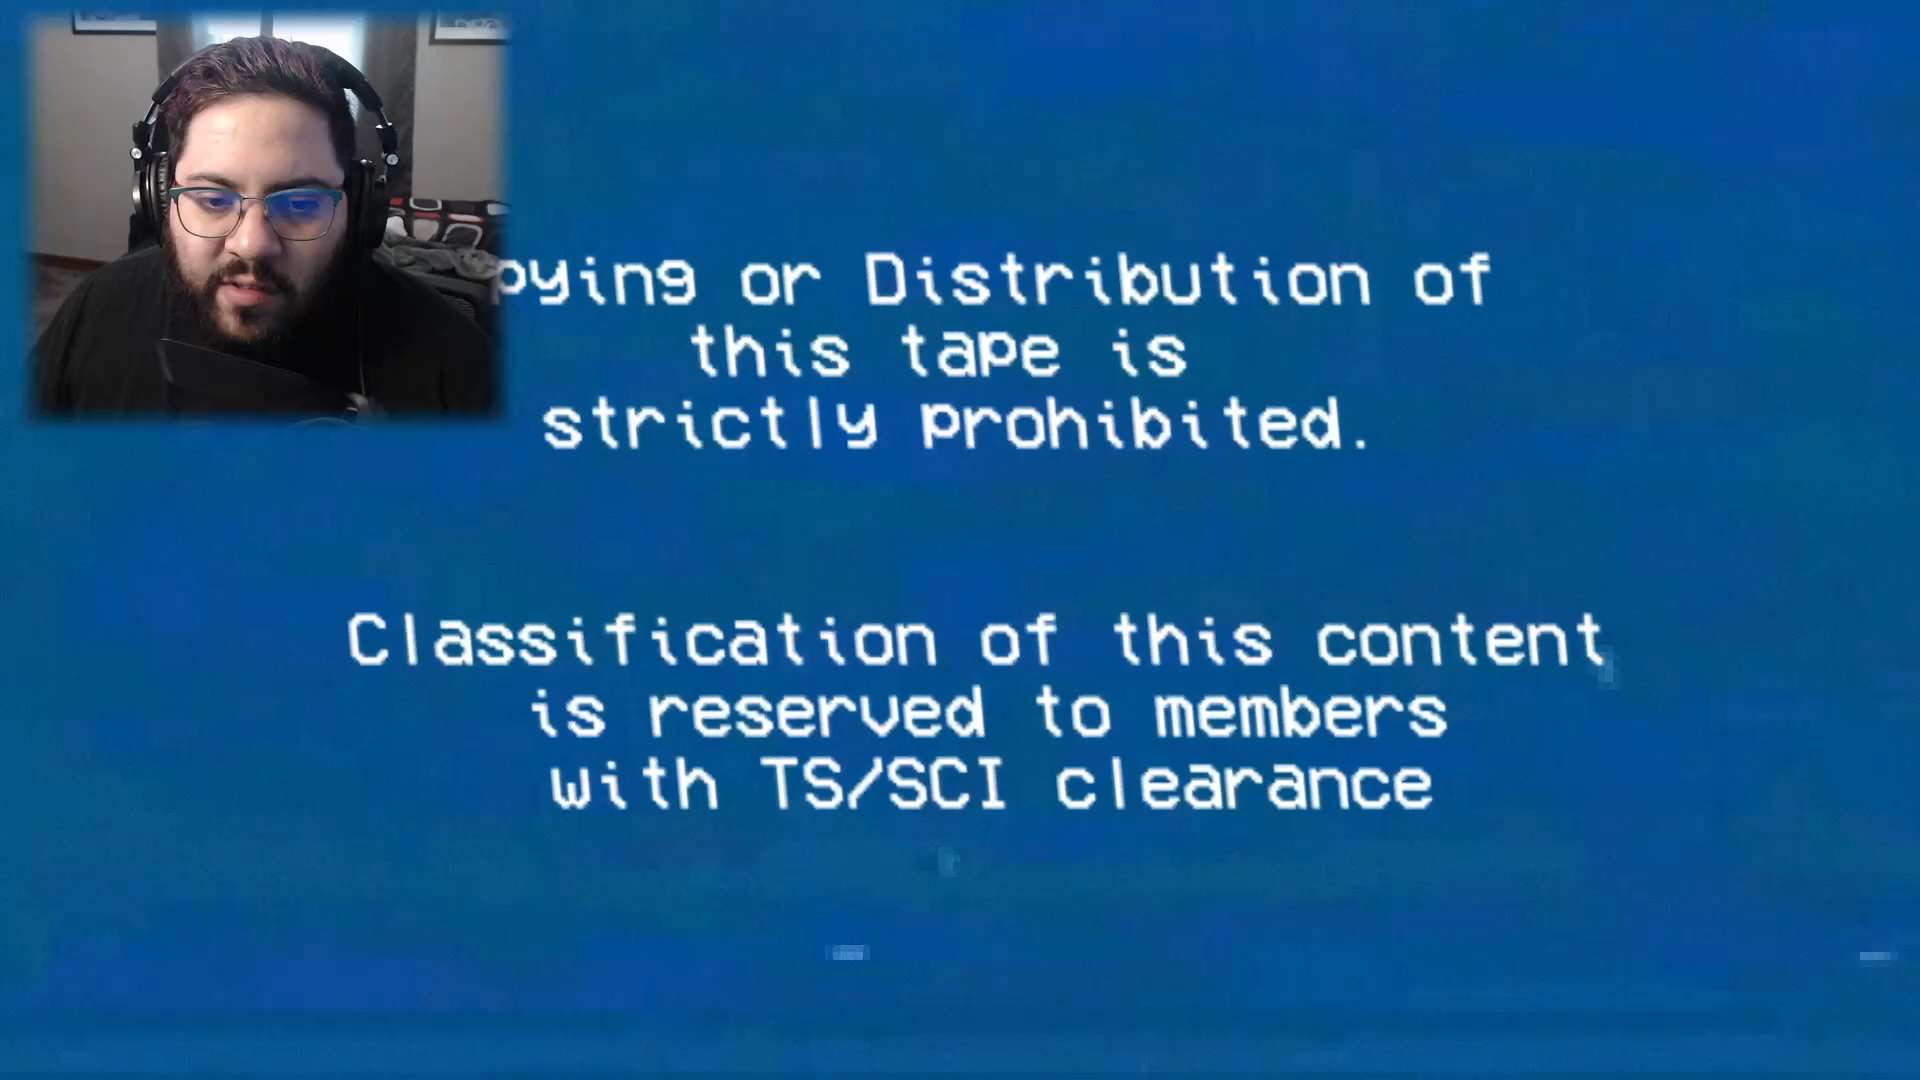 pying or Distribution of
this tape is
strictly prohibited.
Classification of this content
is reserved to members
with TS/SCI clearance